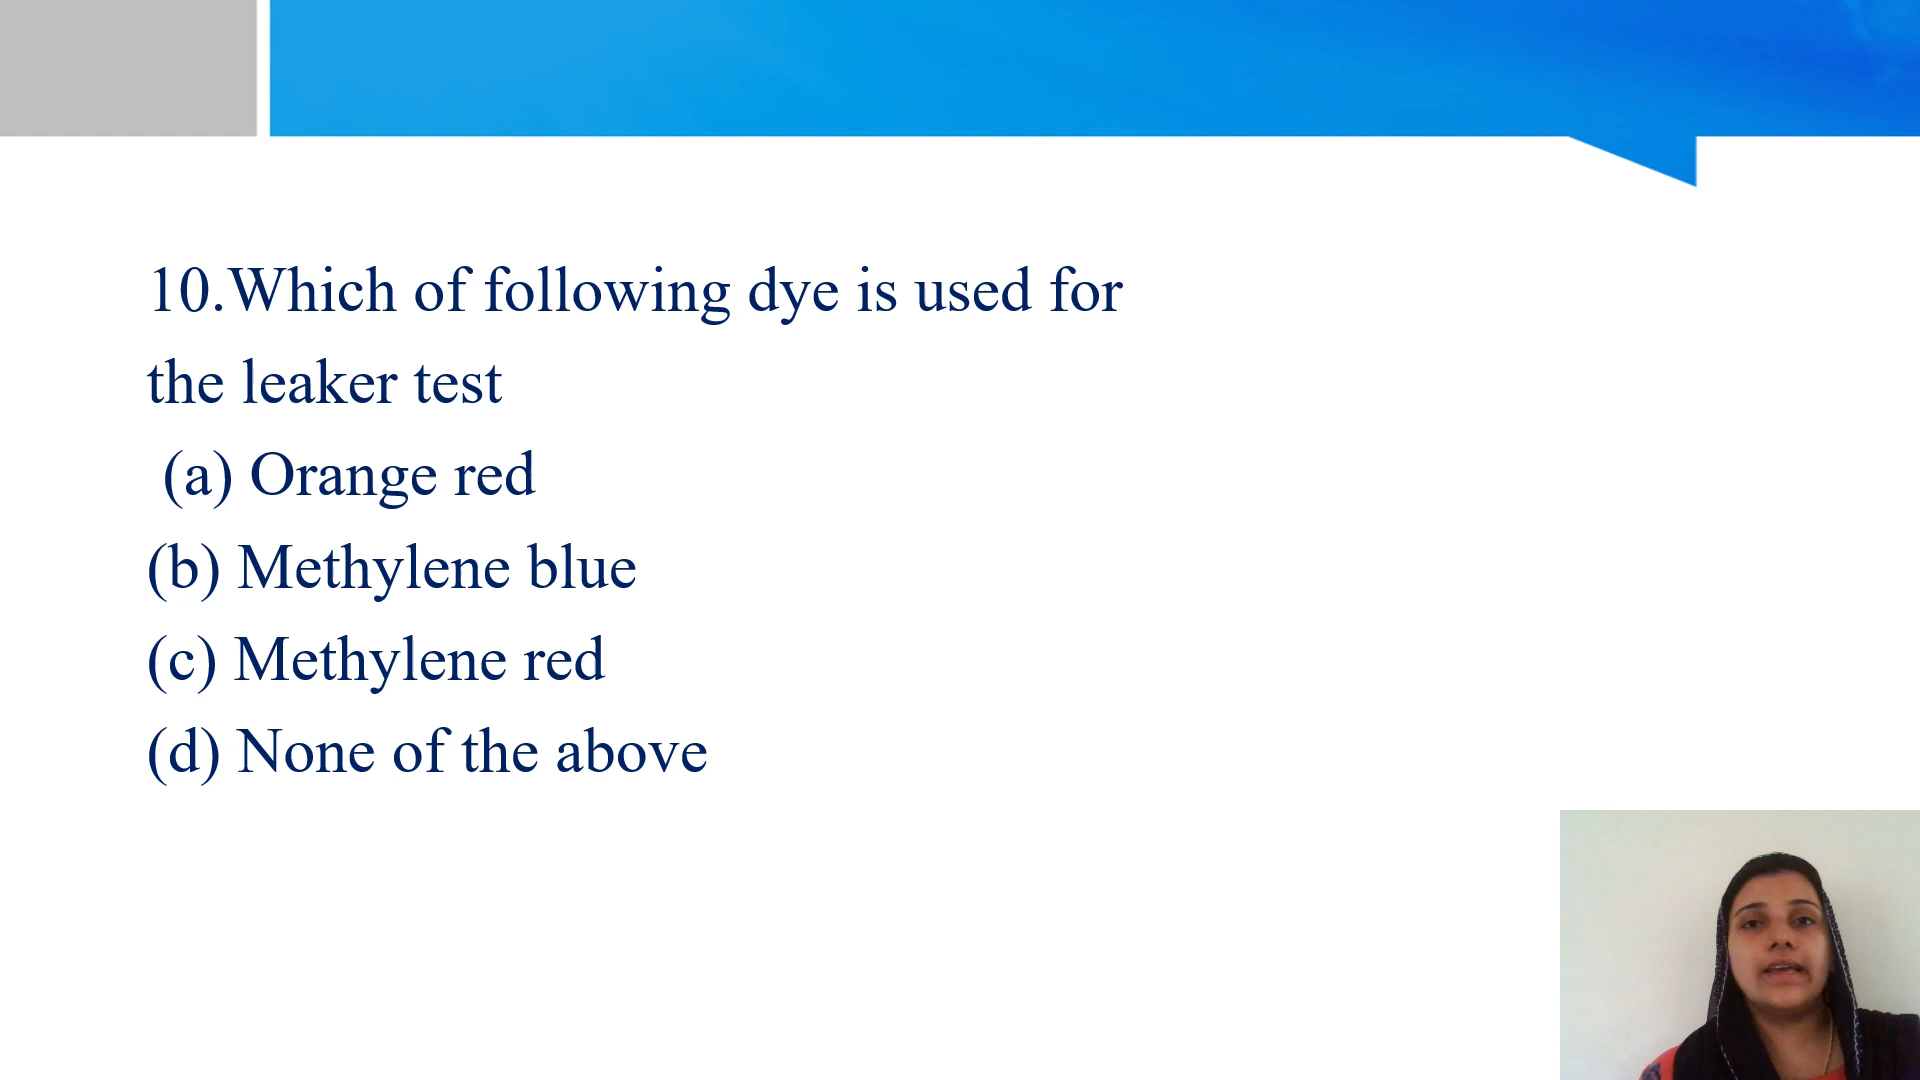 10.Which of following dye is used for
the leaker test
(a) Orange red
(b) Methylene blue
(c) Methylene red
(d) None of the above